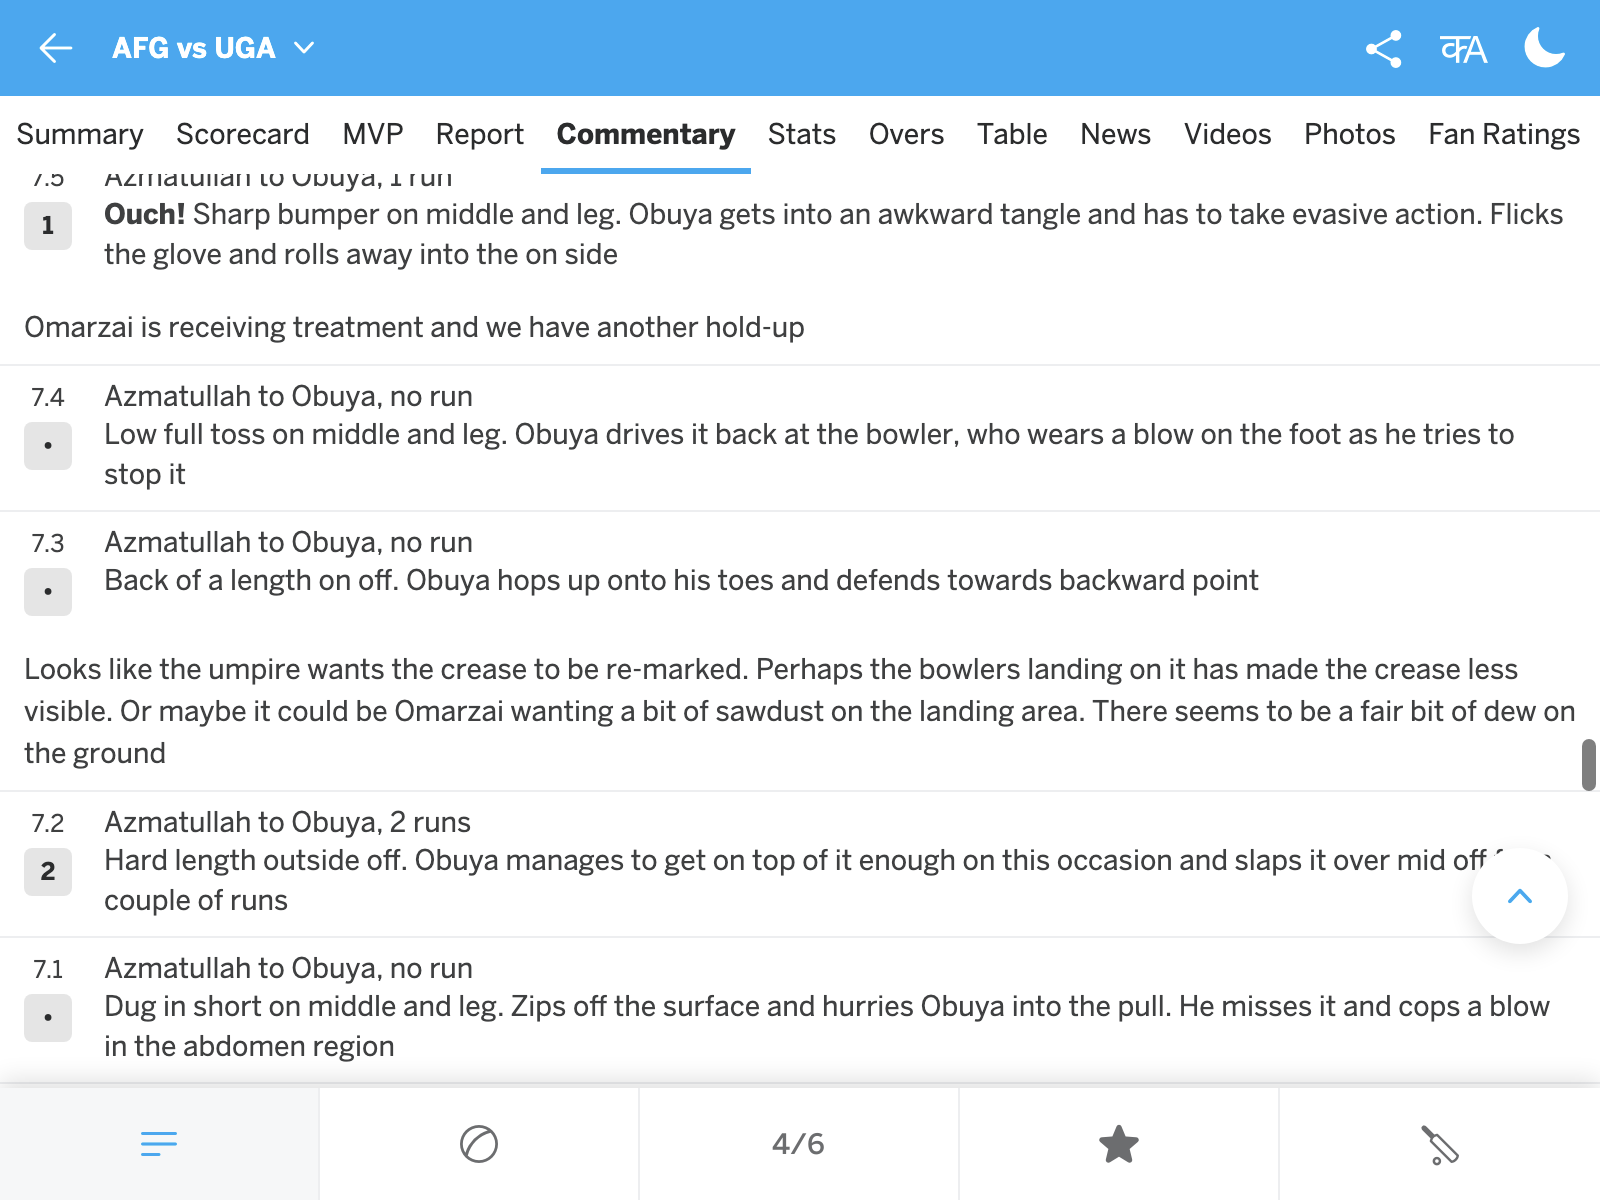 AFG vs UGA
Summary Scorecard MVP Report Commentary Stats Overs Table News Videos Photos Fan Ratings
7.5 Azmatullah to Obuya, 1 run
1 Ouch! Sharp bumper on middle and leg. Obuya gets into an awkward tangle and has to take evasive action. Flicks
the glove and rolls away into the on side
Omarzai is receiving treatment and we have another hold-up
7.4 Azmatullah to Obuya, no run
• Low full toss on middle and leg. Obuya drives it back at the bowler, who wears a blow on the foot as he tries to
stop it
7.3 Azmatullah to Obuya, no run
• Back of a length on off. Obuya hops up onto his toes and defends towards backward point
Looks like the umpire wants the crease to be re-marked. Perhaps the bowlers landing on it has made the crease less
visible. Or maybe it could be Omarzai wanting a bit of sawdust on the landing area. There seems to be a fair bit of dew on
the ground
7.2 Azmatullah to Obuya, 2 runs
2 Hard length outside off. Obuya manages to get on top of it enough on this occasion and slaps it over mid off
couple of runs
7.1 Azmatullah to Obuya, no run
• Dug in short on middle and leg. Zips off the surface and hurries Obuya into the pull. He misses it and cops a blow
in the abdomen region
4/6